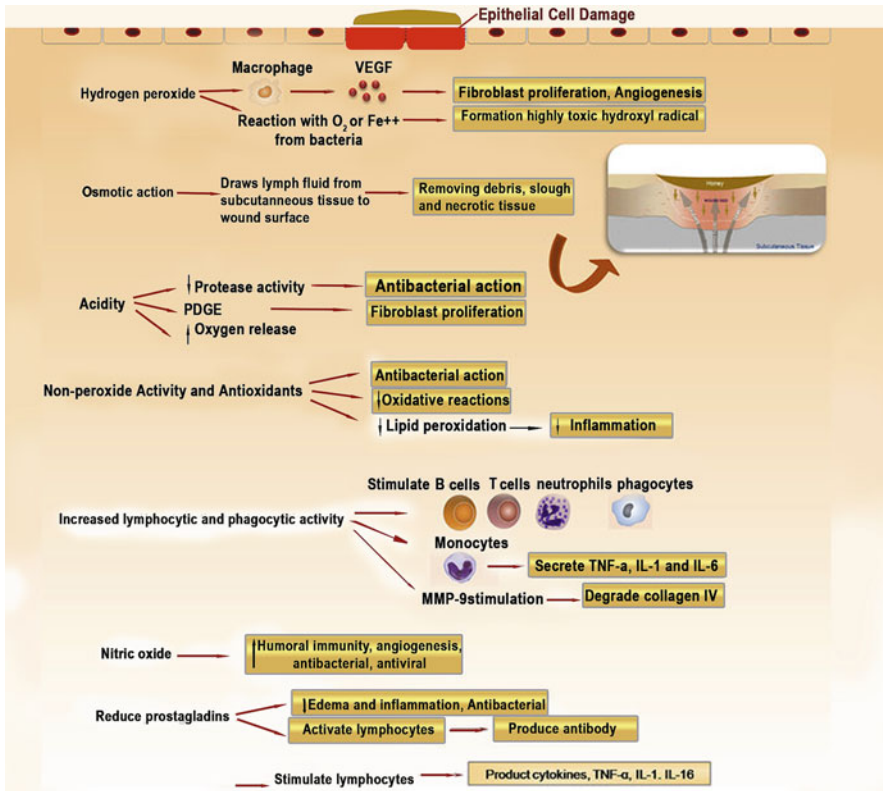 Epithelial Cell Damage
Macrophage VEGF
Hydrogen peroxide
Fibroblast proliferation, Angiogenesis
Reaction with O2 or Fe++
from bacteria
Formation highly toxic hydroxyl radical
Honey
wound bed
Subcutaneous Tissue
Osmotic action
Draws lymph fluid from
subcutanneous tissue to
wound surface
Removing debris, slough
and necrotic tissue
Acidity
Protease activity
Antibacterial action
PDGE
Fibroblast proliferation
Oxygen release
Non-peroxide Activity and Antioxidants
Antibacterial action
Oxidative reactions
Lipid peroxidation
Inflammation
Stimulate B cells T cells neutrophils phagocytes
Increased lymphocytic and phagocytic activity
Monocytes
Secrete TNF-a, IL-1 and IL-6
MMP-9stimulation
Degrade collagen IV
Nitric oxide
Humoral immunity, angiogenesis,
antibacterial, antiviral
Reduce prostagladins
Edema and inflammation, Antibacterial
Activate lymphocytes
Produce antibody
Stimulate lymphocytes
Product cytokines, TNF-α, IL-1. IL-16